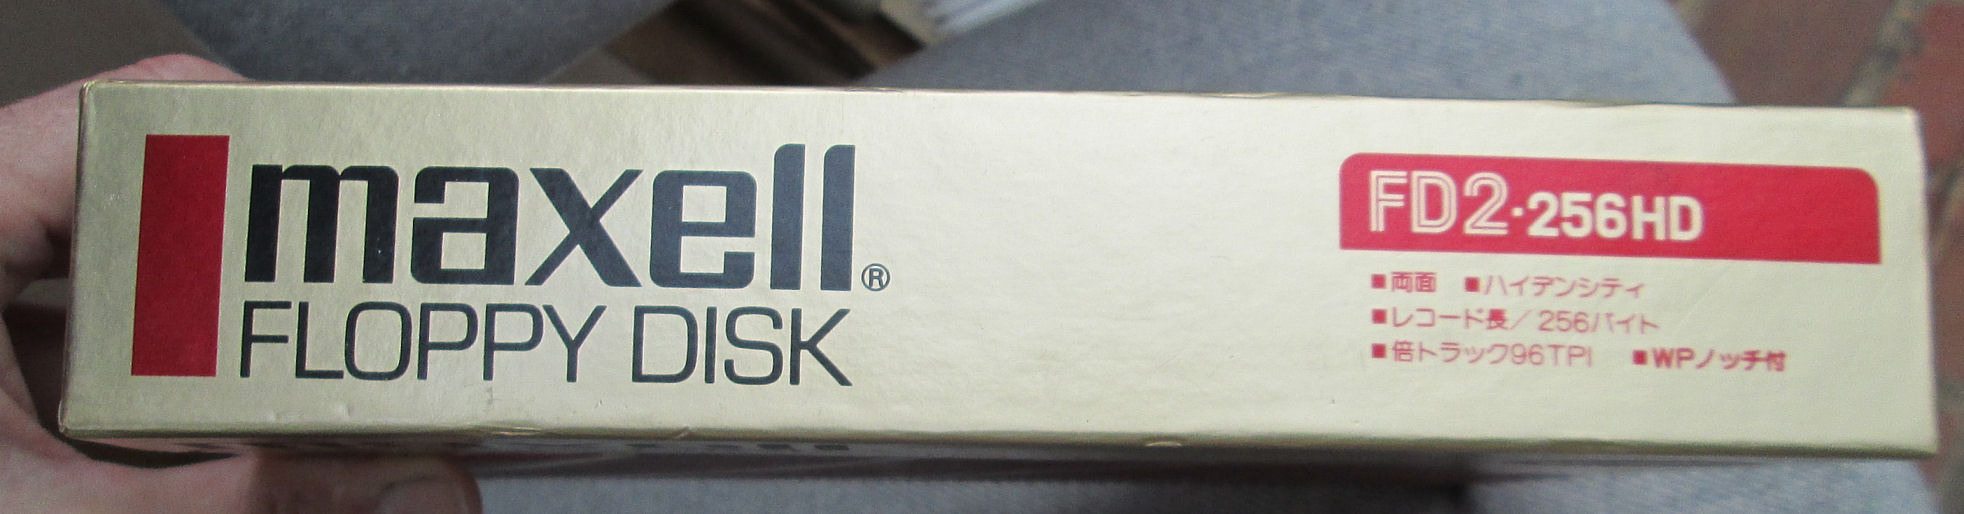 maxell®
FLOPPY DISK
FD2・256HD
■両面 ■ハイデンシティ
■レコード長／256バイト
■倍トラック96TPI ■WPノッチ付